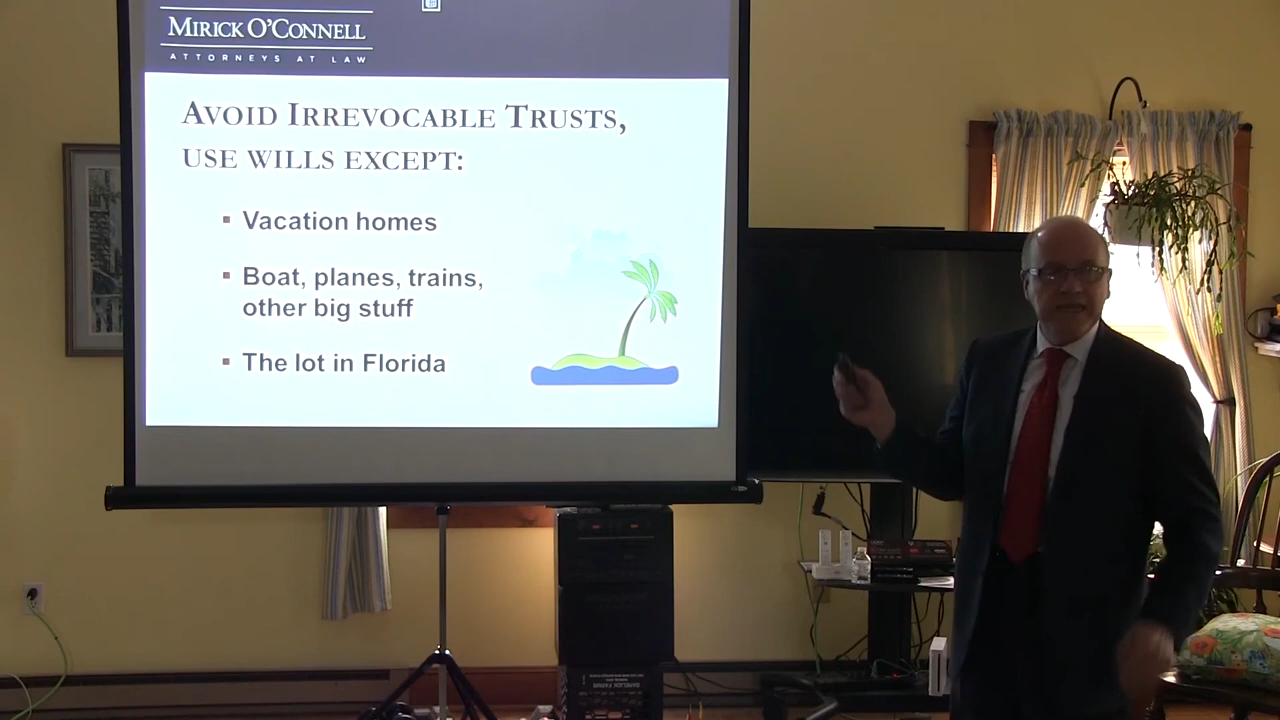 MIRICK O'CONNELL
ATTORNEYS AT LAW
AVOID IRREVOCABLE TRUSTS,
USE WILLS EXCEPT:
▪ Vacation homes
▪ Boat, planes, trains,
other big stuff
▪ The lot in Florida